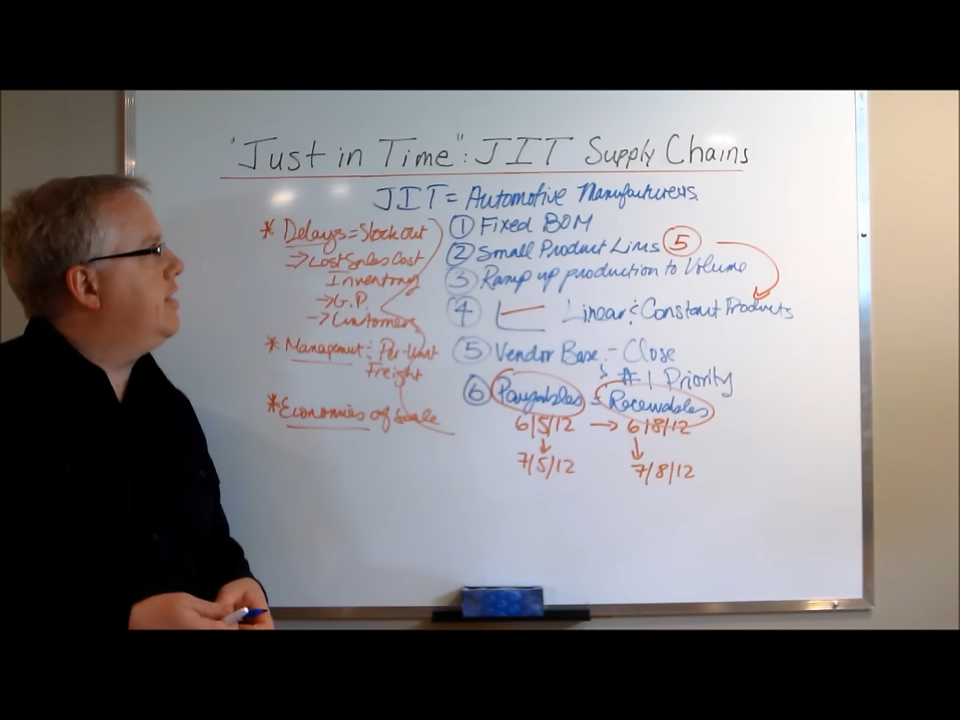 "Just in Time": JIT Supply Chains
JIT = Automotive Manufacturers
* Delays = Stockout
⇒ Lost Sales Cost
Inventory
→ G.P.
→ Customers
* Management: Per-Unit
Freight
* Economies of Scale
① Fixed BOM
② Small Product Lines ⑤
③ Ramp up production to Volume
④ Linear & Constant Products
⑤ Vendor Base - Close
↳ #1 Priority
⑥ Payables = Receivables
6/5/12 → 6/8/12
↓ ↓
7/5/12 7/8/12